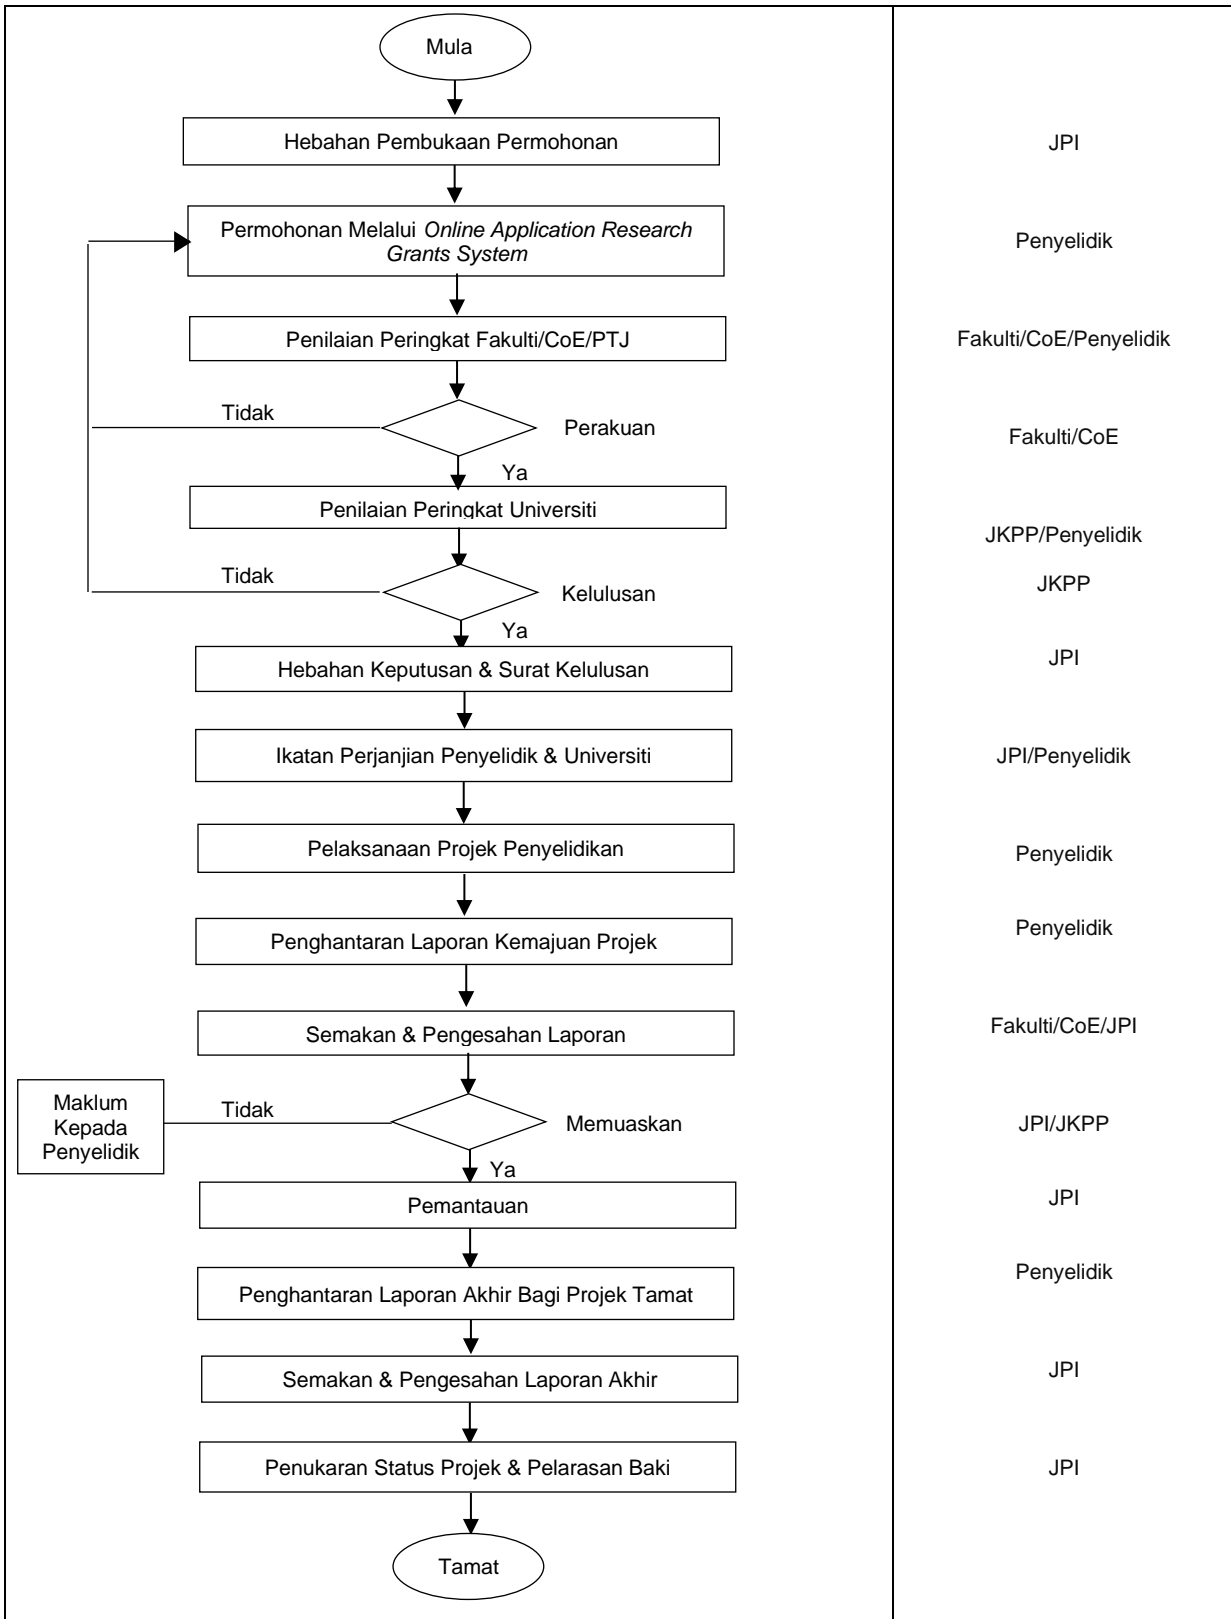 Mula
Hebahan Pembukaan Permohonan
JPI
Permohonan Melalui Online Application Research
Grants System
Penyelidik
Penilaian Peringkat Fakulti/CoE/PTJ
Fakulti/CoE/Penyelidik
Tidak
Perakuan
Fakulti/CoE
Ya
Penilaian Peringkat Universiti
JKPP/Penyelidik
Tidak
Kelulusan
JKPP
Ya
Hebahan Keputusan & Surat Kelulusan
JPI
Ikatan Perjanjian Penyelidik & Universiti
JPI/Penyelidik
Pelaksanaan Projek Penyelidikan
Penyelidik
Penghantaran Laporan Kemajuan Projek
Penyelidik
Semakan & Pengesahan Laporan
Fakulti/CoE/JPI
Maklum
Kepada
Penyelidik
Tidak
Memuaskan
JPI/JKPP
Ya
Pemantauan
JPI
Penghantaran Laporan Akhir Bagi Projek Tamat
Penyelidik
Semakan & Pengesahan Laporan Akhir
JPI
Penukaran Status Projek & Pelarasan Baki
JPI
Tamat